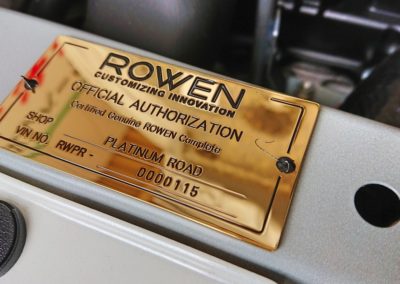 ROWEN
CUSTOMIZING INNOVATION
OFFICIAL AUTHORIZATION
Certified Genuine ROWEN Complete
SHOP PLATINUM ROAD
VIN NO. RWPR - 0000115